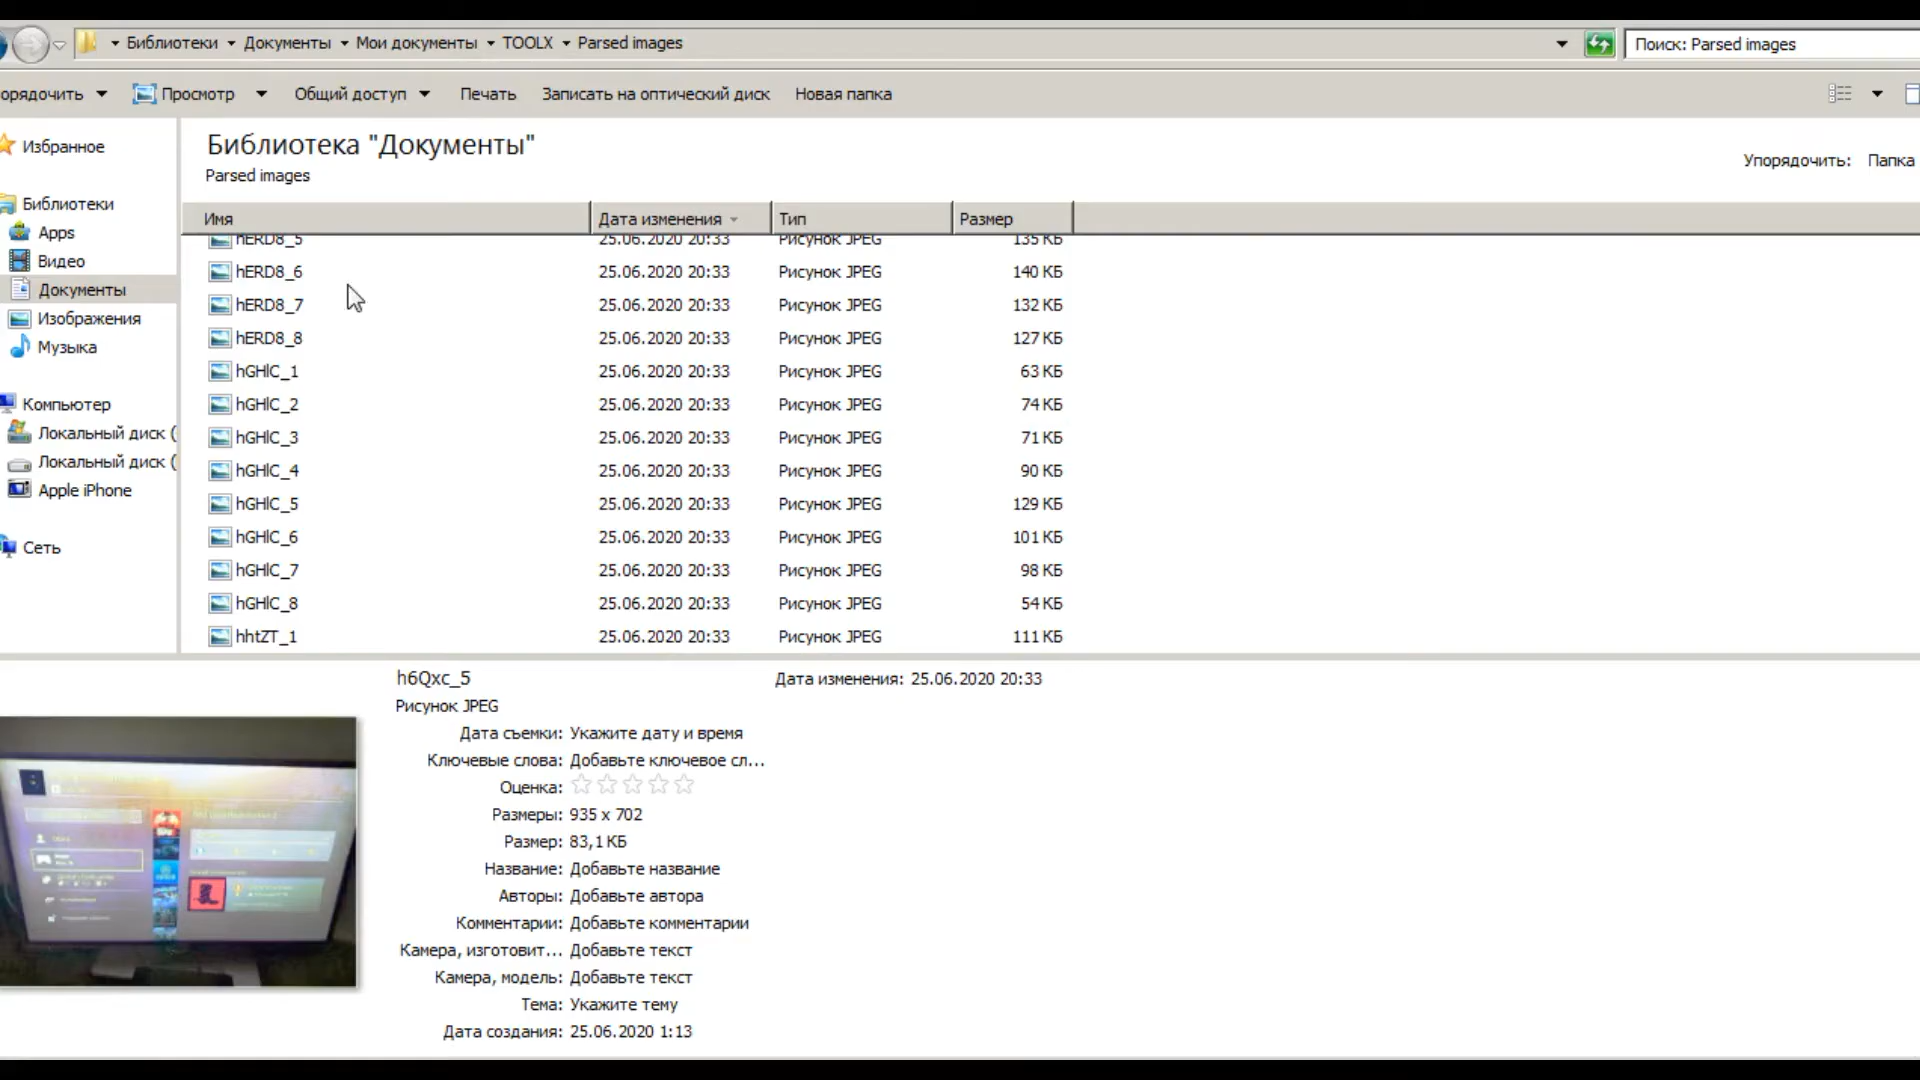 Библиотеки Документы Мои документы TOOLX Parsed images
Поиск: Parsed images
орядочить Просмотр Общий доступ Печать Записать на оптический диск Новая папка
Избранное
Библиотеки
Apps
Видео
Документы
Изображения
Музыка
Компьютер
Локальный диск (
Локальный диск (
Apple iPhone
Сеть
Библиотека "Документы"
Parsed images
Упорядочить: Папка
Имя Дата изменения Тип Размер
hERD8_5 25.06.2020 20:33 Рисунок JPEG 135 КБ
hERD8_6 25.06.2020 20:33 Рисунок JPEG 140 КБ
hERD8_7 25.06.2020 20:33 Рисунок JPEG 132 КБ
hERD8_8 25.06.2020 20:33 Рисунок JPEG 127 КБ
hGHlC_1 25.06.2020 20:33 Рисунок JPEG 63 КБ
hGHlC_2 25.06.2020 20:33 Рисунок JPEG 74 КБ
hGHlC_3 25.06.2020 20:33 Рисунок JPEG 71 КБ
hGHlC_4 25.06.2020 20:33 Рисунок JPEG 90 КБ
hGHlC_5 25.06.2020 20:33 Рисунок JPEG 129 КБ
hGHlC_6 25.06.2020 20:33 Рисунок JPEG 101 КБ
hGHlC_7 25.06.2020 20:33 Рисунок JPEG 98 КБ
hGHlC_8 25.06.2020 20:33 Рисунок JPEG 54 КБ
hhtZT_1 25.06.2020 20:33 Рисунок JPEG 111 КБ
h6Qxc_5 Дата изменения: 25.06.2020 20:33
Рисунок JPEG
Дата съемки: Укажите дату и время
Ключевые слова: Добавьте ключевое сл...
Оценка:
Размеры: 935 x 702
Размер: 83,1 КБ
Название: Добавьте название
Авторы: Добавьте автора
Комментарии: Добавьте комментарии
Камера, изготовит... Добавьте текст
Камера, модель: Добавьте текст
Тема: Укажите тему
Дата создания: 25.06.2020 1:13